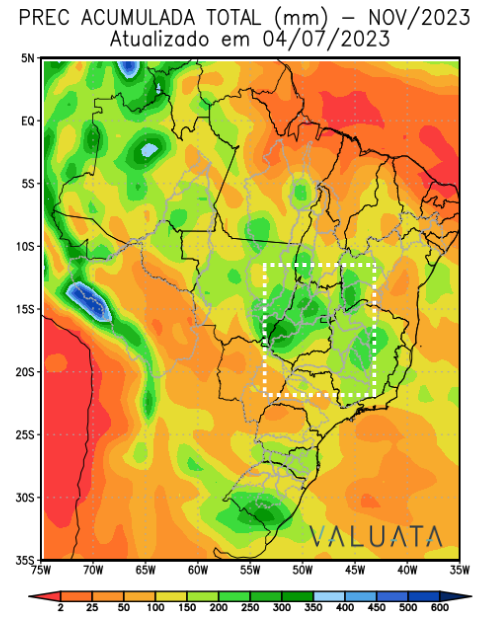 PREC ACUMULADA TOTAL (mm) – NOV/2023
Atualizado em 04/07/2023
5N
EQ
5S
10S
15S
20S
25S
30S
VALUATA
35S
75W 70W 65W 60W 55W 50W 45W 40W 35W
2 25 50 100 150 200 250 300 350 400 450 500 600